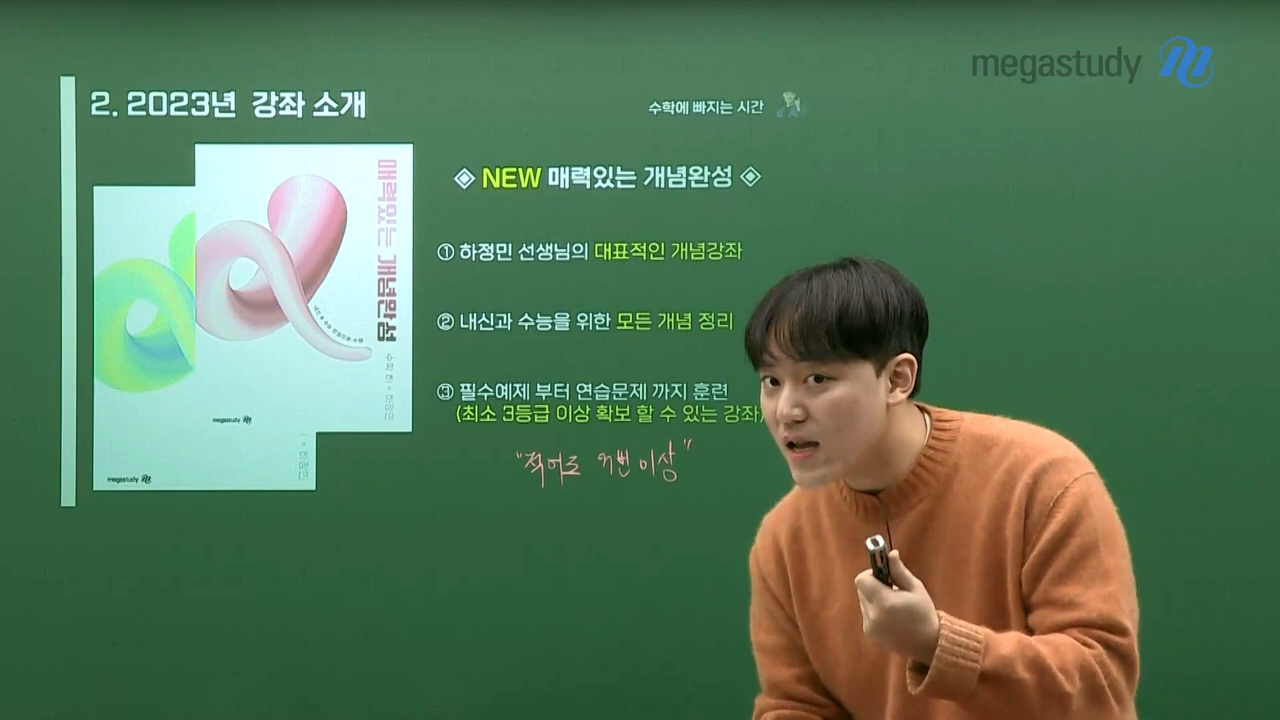 megastudy
2. 2023년 강좌 소개
수학에 빠지는 시간
◈ NEW 매력있는 개념완성 ◈
① 하정민 선생님의 대표적인 개념강좌
② 내신과 수능을 위한 모든 개념 정리
③ 필수예제 부터 연습문제 까지 훈련
(최소 3등급 이상 확보 할 수 있는 강좌)
"적어도 번 이상"
매력있는 개념완성
megastudy
megastudy